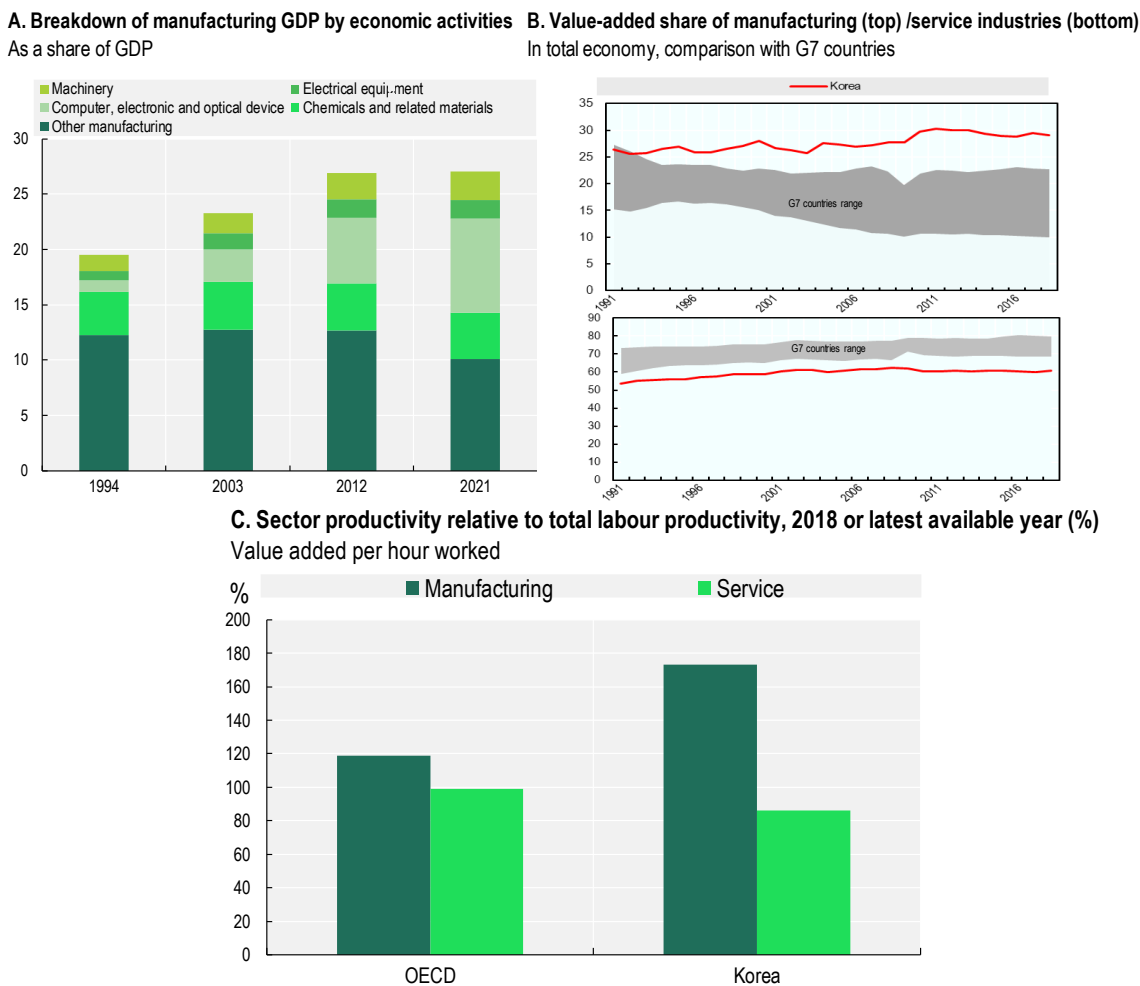 A. Breakdown of manufacturing GDP by economic activities
As a share of GDP
Machinery
Electrical equipment
Computer, electronic and optical device
Chemicals and related materials
Other manufacturing
30
25
20
15
10
5
0
1994 2003 2012 2021
B. Value-added share of manufacturing (top) /service industries (bottom)
In total economy, comparison with G7 countries
Korea
35
30
25
20
15
10
5
0
G7 countries range
1991 1996 2001 2006 2011 2016
90
80
70
60
50
40
30
20
10
0
G7 countries range
1991 1996 2001 2006 2011 2016
C. Sector productivity relative to total labour productivity, 2018 or latest available year (%)
Value added per hour worked
%
Manufacturing Service
200
180
160
140
120
100
80
60
40
20
0
OECD Korea